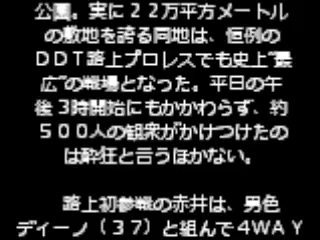 公園。実に２２万平方メートル
の敷地を誇る同地は、恒例の
ＤＤＴ路上プロレスでも史上“最
広”の戦場となった。平日の午
後３時開始にもかかわらず、約
５００人の観衆がかけつけたの
は酔狂と言うほかない。
路上初参戦の赤井は、男色
ディーノ（３７）と組んで４ＷＡＹ